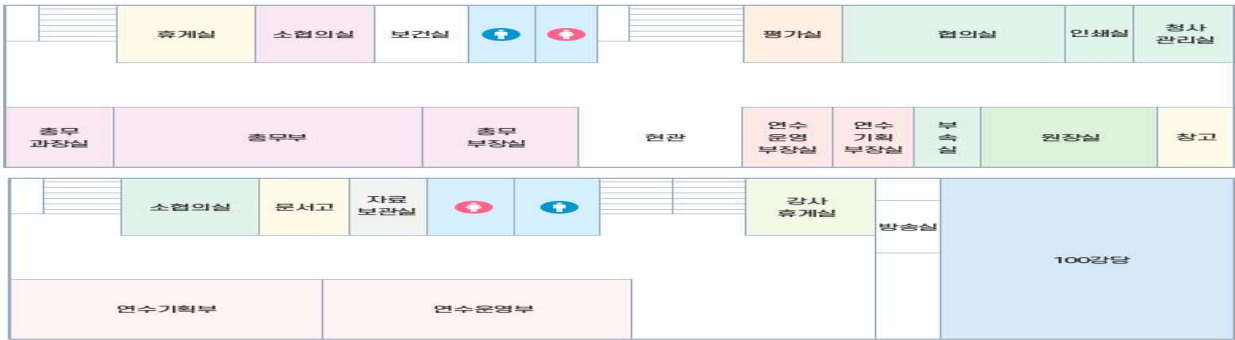 휴게실
소협의실
보건실
평가실
협의실
인쇄실
청사
관리실
총무
과장실
총무부
총무
부장실
현관
연수
운영
부장실
연수
기획
부장실
부
속
실
원장실
창고
소협의실
문서고
자료
보관실
강사
휴게실
방송실
100강당
연수기획부
연수운영부